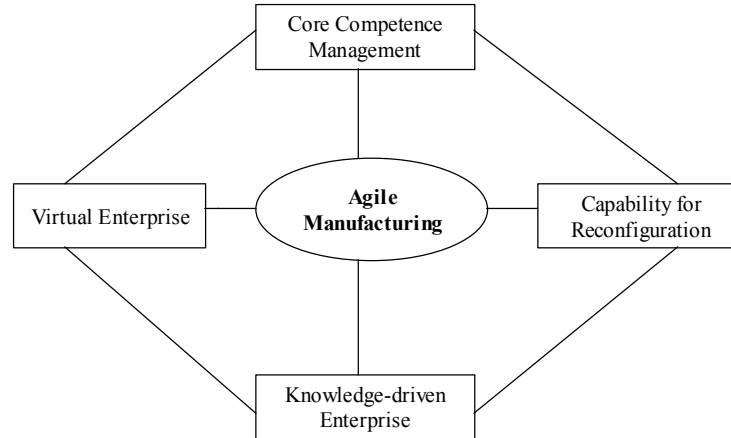 Core Competence
Management
Virtual Enterprise
Agile
Manufacturing
Capability for
Reconfiguration
Knowledge-driven
Enterprise